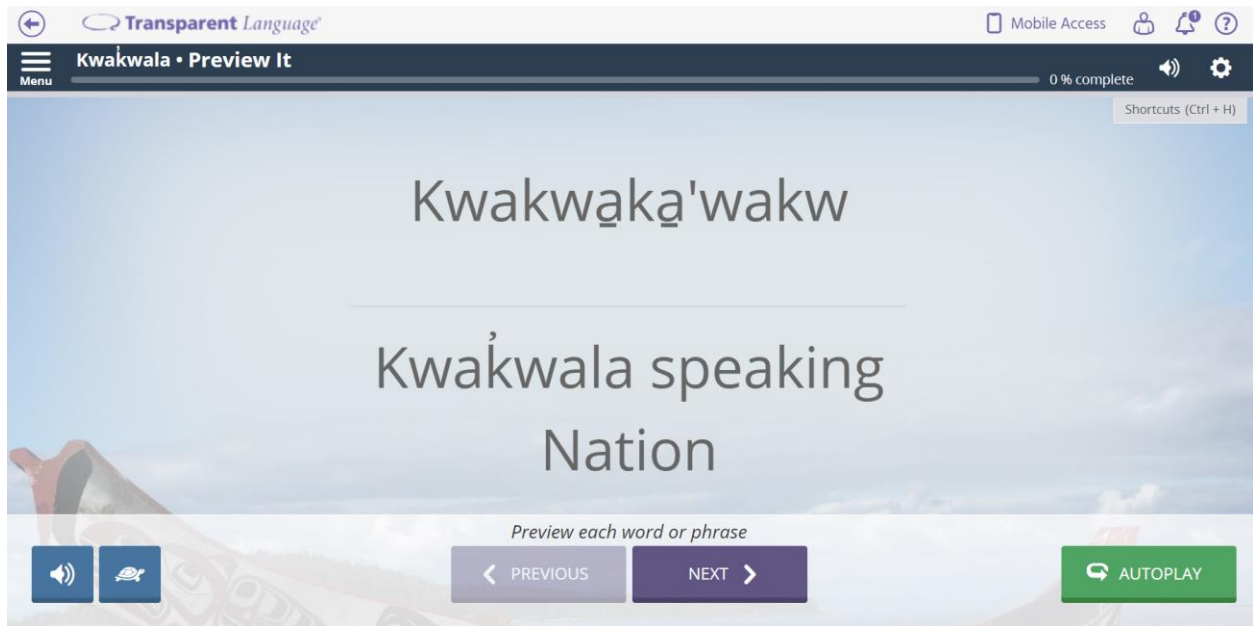 Transparent Language®
Mobile Access
1
?
Kwak̓wala • Preview It
Menu
0 % complete
Shortcuts (Ctrl + H)
Kwakwa̱ka̱'wakw
Kwak̓wala speaking
Nation
Preview each word or phrase
PREVIOUS
NEXT
AUTOPLAY